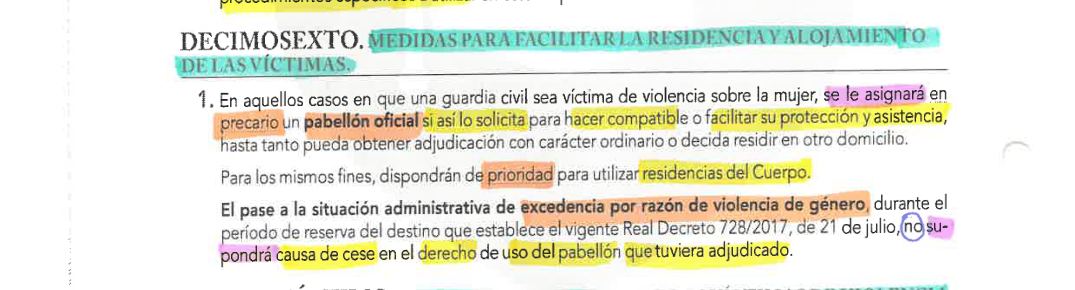 DECIMOSEXTO. MEDIDAS PARA FACILITAR LA RESIDENCIA Y ALOJAMIENTO
DE LAS VÍCTIMAS.
1. En aquellos casos en que una guardia civil sea víctima de violencia sobre la mujer, se le asignará en
precario un pabellón oficial si así lo solicita para hacer compatible o facilitar su protección y asistencia,
hasta tanto pueda obtener adjudicación con carácter ordinario o decida residir en otro domicilio.
Para los mismos fines, dispondrán de prioridad para utilizar residencias del Cuerpo.
El pase a la situación administrativa de excedencia por razón de violencia de género, durante el
período de reserva del destino que establece el vigente Real Decreto 728/2017, de 21 de julio, no su-
pondrá causa de cese en el derecho de uso del pabellón que tuviera adjudicado.